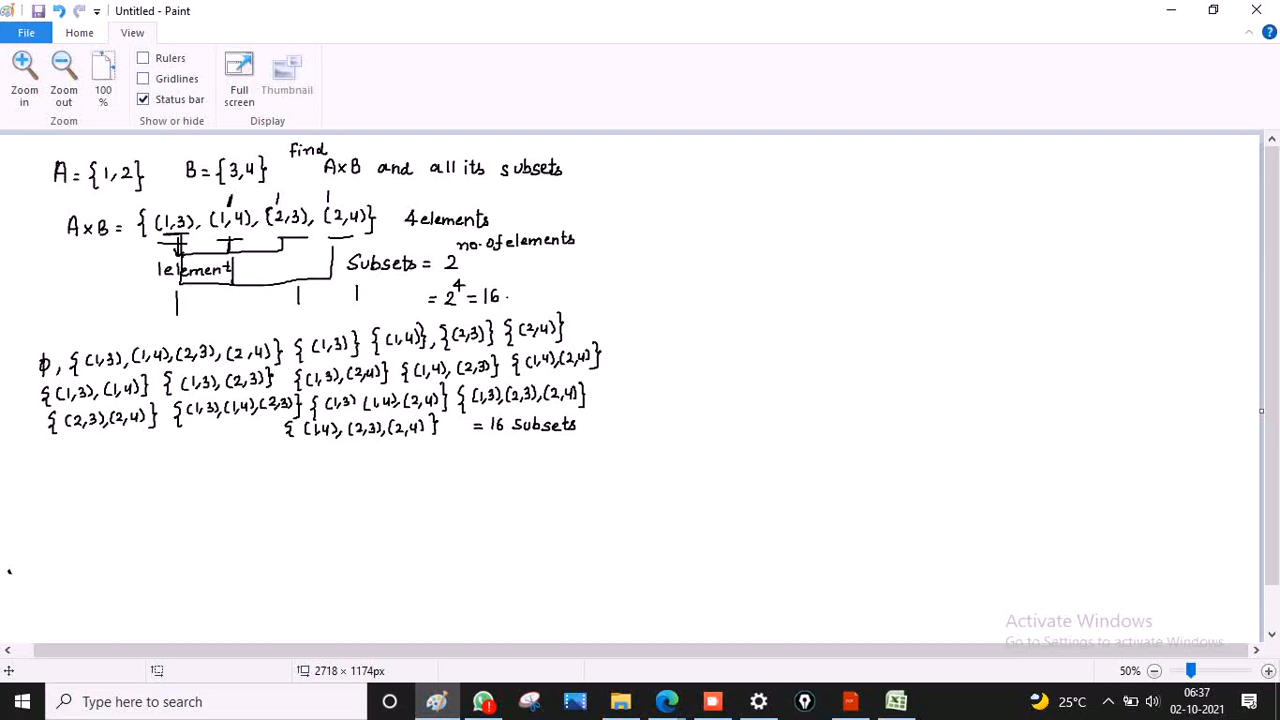 Untitled - Paint
File Home View
Zoom in
Zoom out
100 %
Rulers
Gridlines
Status bar
Full screen
Thumbnail
Zoom
Show or hide
Display
A = {1,2} B = {3,4} find A×B and all its subsets
A×B = { (1,3), (1,4), (2,3), (2,4)} 4 elements
1 element
Subsets = 2^no. of elements
= 2^4 = 16
ϕ, { (1,3), (1,4), (2,3), (2,4) } { (1,3) } { (1,4) }, { (2,3) } { (2,4) }
{ (1,3), (1,4) } { (1,3), (2,3) } { (1,3), (2,4) } { (1,4), (2,3) } { (1,4), (2,4) }
{ (2,3), (2,4) } { (1,3), (1,4), (2,3) } { (1,3) (1,4), (2,4) } { (1,3), (2,3), (2,4) }
{ (1,4), (2,3), (2,4) } = 16 Subsets
Activate Windows
Go to Settings to activate Windows.
2718 × 1174px
50%
Type here to search
25°C
06:37
02-10-2021